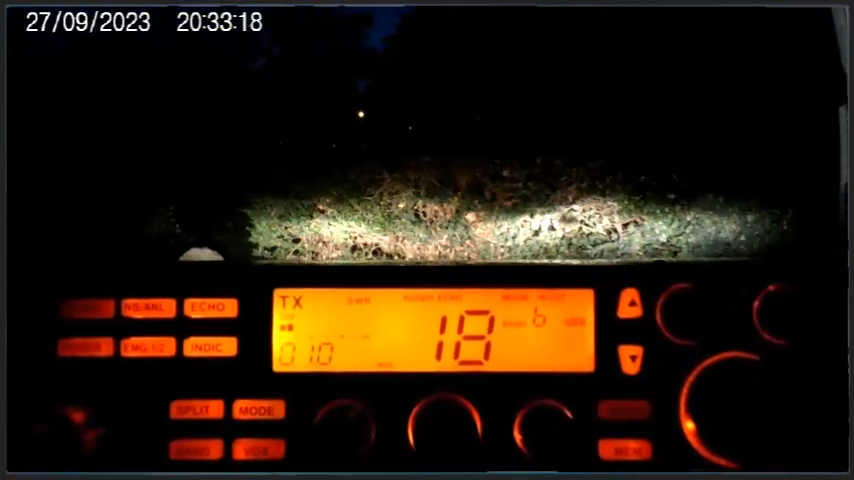 27/09/2023 20:33:18
NB/ANL ECHO
TX SWR
18
b
EMG 1/2 INDIC
010
SPLIT MODE
BAND VOX
MEM